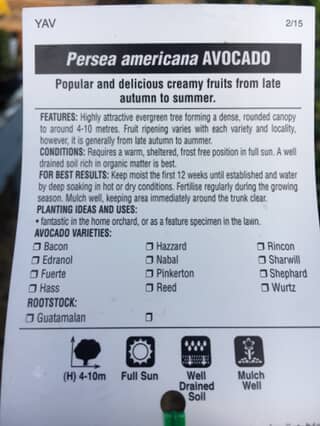 YAV 2/15
Persea americana AVOCADO
Popular and delicious creamy fruits from late
autumn to summer.
FEATURES: Highly attractive evergreen tree forming a dense, rounded canopy
to around 4-10 metres. Fruit ripening varies with each variety and locality,
however, it is generally from late autumn to summer.
CONDITIONS: Requires a warm, sheltered, frost free position in full sun. A well
drained soil rich in organic matter is best.
FOR BEST RESULTS: Keep moist the first 12 weeks until established and water
by deep soaking in hot or dry conditions. Fertilise regularly during the growing
season. Mulch well, keeping area immediately around the trunk clear.
PLANTING IDEAS AND USES:
• fantastic in the home orchard, or as a feature specimen in the lawn.
AVOCADO VARIETIES:
Bacon Hazzard Rincon
Edranol Nabal Sharwill
Fuerte Pinkerton Shephard
Hass Reed Wurtz
ROOTSTOCK:
Guatamalan
(H) 4-10m Full Sun Well Drained Soil Mulch Well